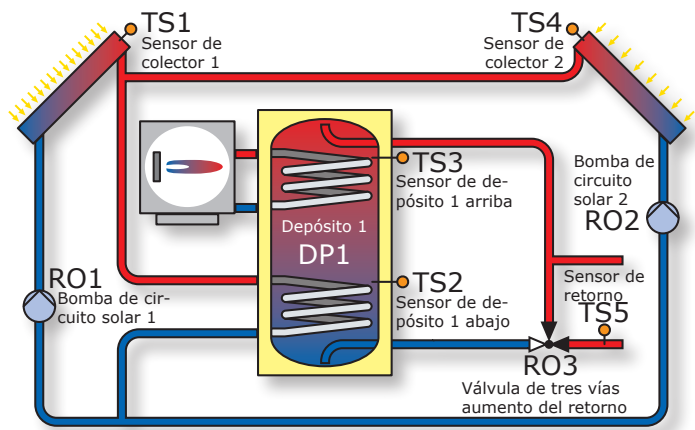 TS1
Sensor de
colector 1
TS4
Sensor de
colector 2
TS3
Sensor de de-
pósito 1 arriba
Bomba de
circuito
solar 2
RO2
Depósito 1
DP1
TS2
Sensor de de-
pósito 1 abajo
RO1
Bomba de cir-
cuito solar 1
Sensor de
retorno
TS5
RO3
Válvula de tres vías
aumento del retorno